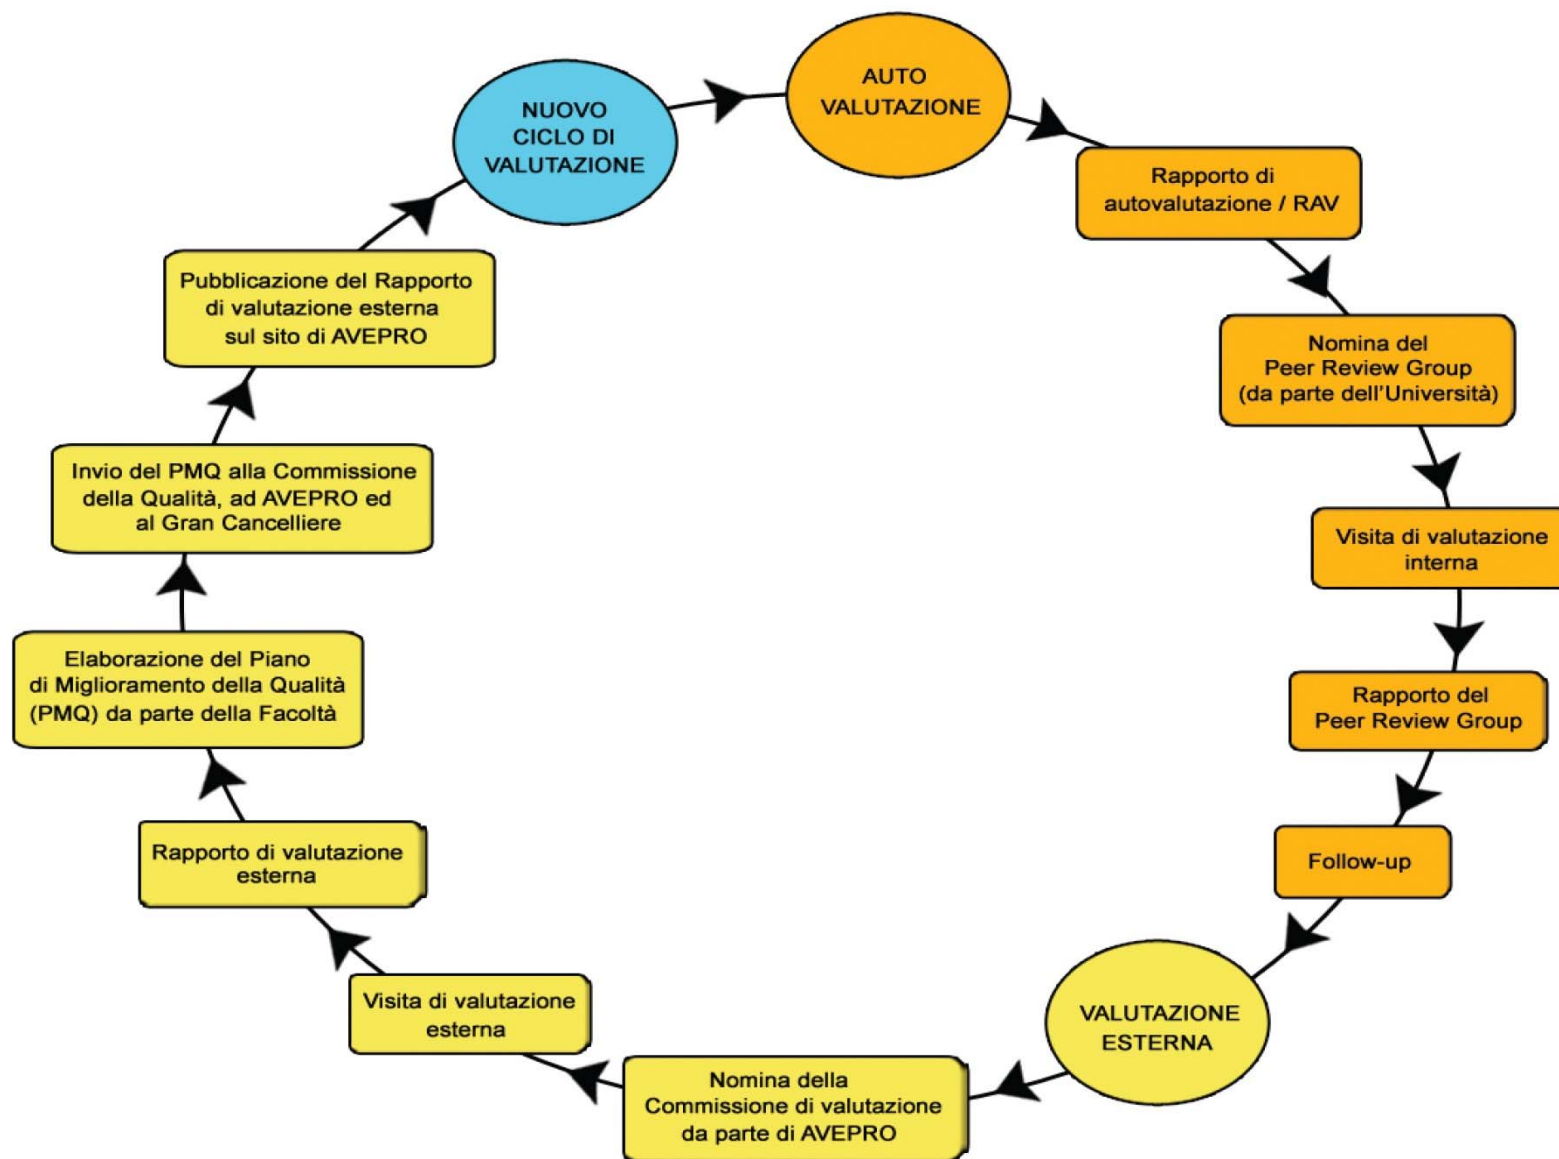 NUOVO
CICLO DI
VALUTAZIONE
AUTO
VALUTAZIONE
Rapporto di
autovalutazione / RAV
Nomina del
Peer Review Group
(da parte dell'Università)
Visita di valutazione
interna
Rapporto del
Peer Review Group
Follow-up
VALUTAZIONE
ESTERNA
Nomina della
Commissione di valutazione
da parte di AVEPRO
Visita di valutazione
esterna
Rapporto di valutazione
esterna
Elaborazione del Piano
di Miglioramento della Qualità
(PMQ) da parte della Facoltà
Invio del PMQ alla Commissione
della Qualità, ad AVEPRO ed
al Gran Cancelliere
Pubblicazione del Rapporto
di valutazione esterna
sul sito di AVEPRO